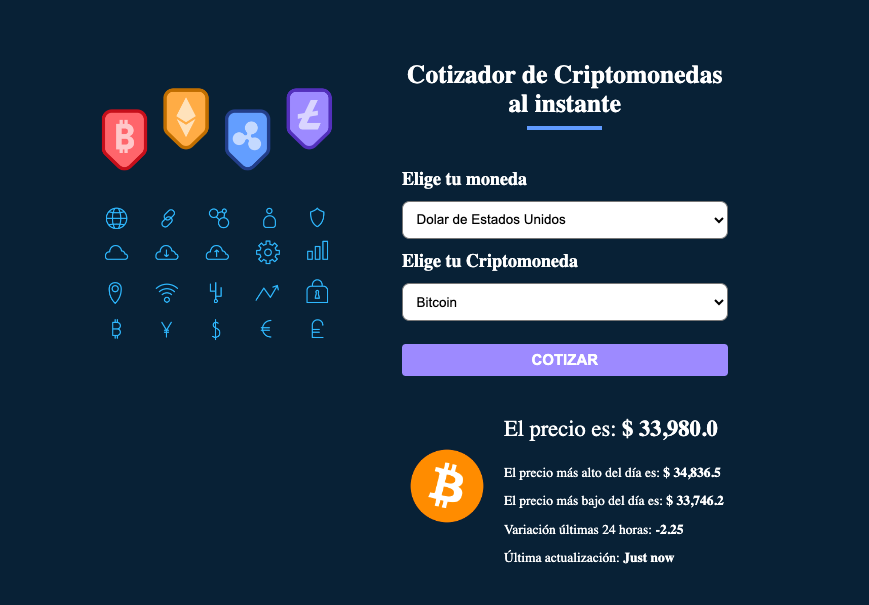 Cotizador de Criptomonedas
al instante
Elige tu moneda
Dolar de Estados Unidos
Elige tu Criptomoneda
Bitcoin
COTIZAR
El precio es: $ 33,980.0
El precio más alto del día es: $ 34,836.5
El precio más bajo del día es: $ 33,746.2
Variación últimas 24 horas: -2.25
Última actualización: Just now